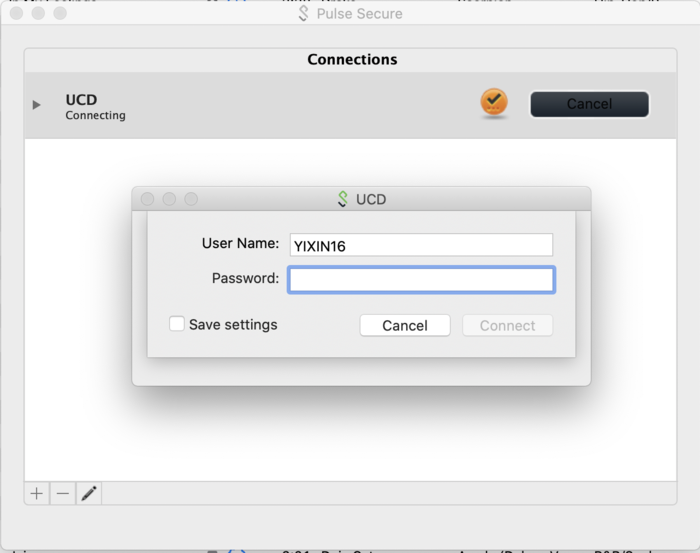 Pulse Secure
Connections
UCD
Connecting
Cancel
UCD
User Name: YIXIN16
Password:
Save settings
Cancel
Connect